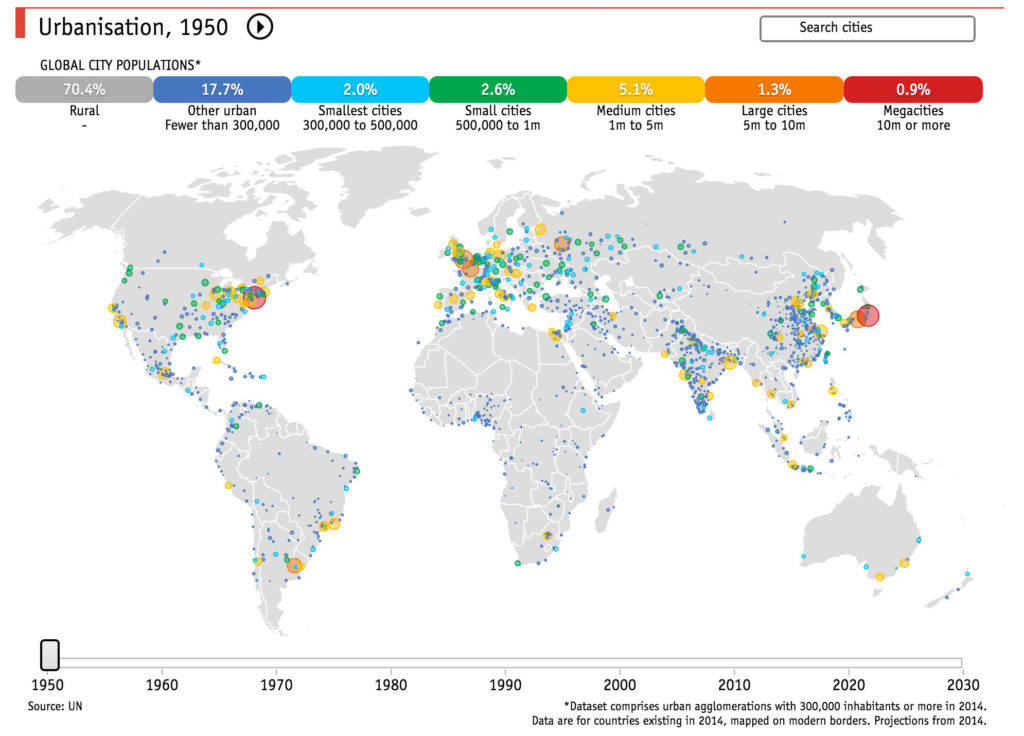 Urbanisation, 1950
Search cities
GLOBAL CITY POPULATIONS*
70.4% 17.7% 2.0% 2.6% 5.1% 1.3% 0.9%
Rural Other urban Smallest cities Small cities Medium cities Large cities Megacities
- Fewer than 300,000 300,000 to 500,000 500,000 to 1m 1m to 5m 5m to 10m 10m or more
1950 1960 1970 1980 1990 2000 2010 2020 2030
Source: UN
*Dataset comprises urban agglomerations with 300,000 inhabitants or more in 2014.
Data are for countries existing in 2014, mapped on modern borders. Projections from 2014.